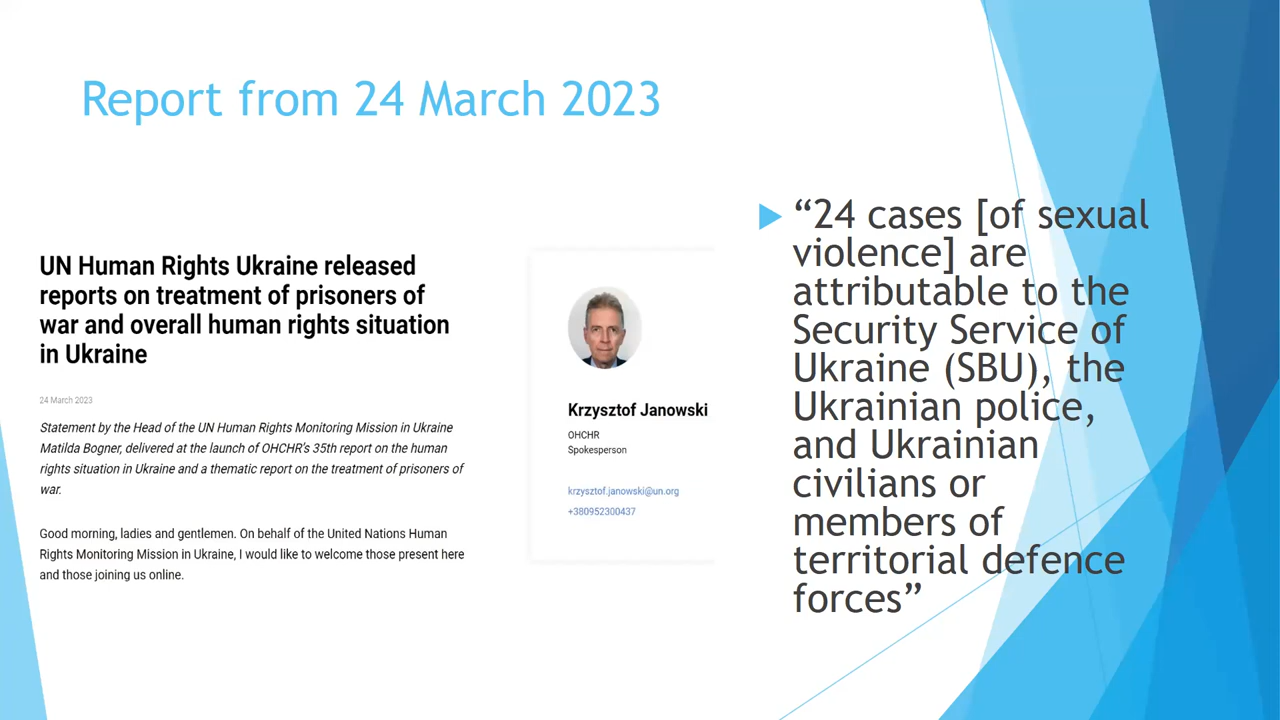 Report from 24 March 2023
UN Human Rights Ukraine released
reports on treatment of prisoners of
war and overall human rights situation
in Ukraine
24 March 2023
Statement by the Head of the UN Human Rights Monitoring Mission in Ukraine
Matilda Bogner, delivered at the launch of OHCHR's 35th report on the human
rights situation in Ukraine and a thematic report on the treatment of prisoners of
war.
Good morning, ladies and gentlemen. On behalf of the United Nations Human
Rights Monitoring Mission in Ukraine, I would like to welcome those present here
and those joining us online.
Krzysztof Janowski
OHCHR
Spokesperson
krzysztof.janowski@un.org
+380952300437
“24 cases [of sexual
violence] are
attributable to the
Security Service of
Ukraine (SBU), the
Ukrainian police,
and Ukrainian
civilians or
members of
territorial defence
forces”